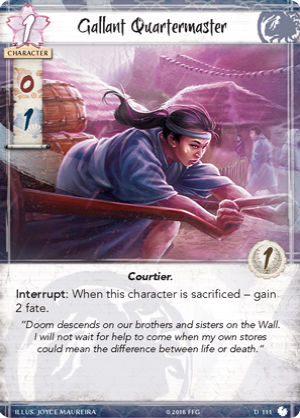 Gallant Quartermaster
1
CHARACTER
0
1
1
Courtier.
Interrupt: When this character is sacrificed – gain
2 fate.
"Doom descends on our brothers and sisters on the Wall.
I will not wait for help to come when my own stores
could mean the difference between life or death."
ILLUS. JOYCE MAUREIRA
©2018 FFG
D 111